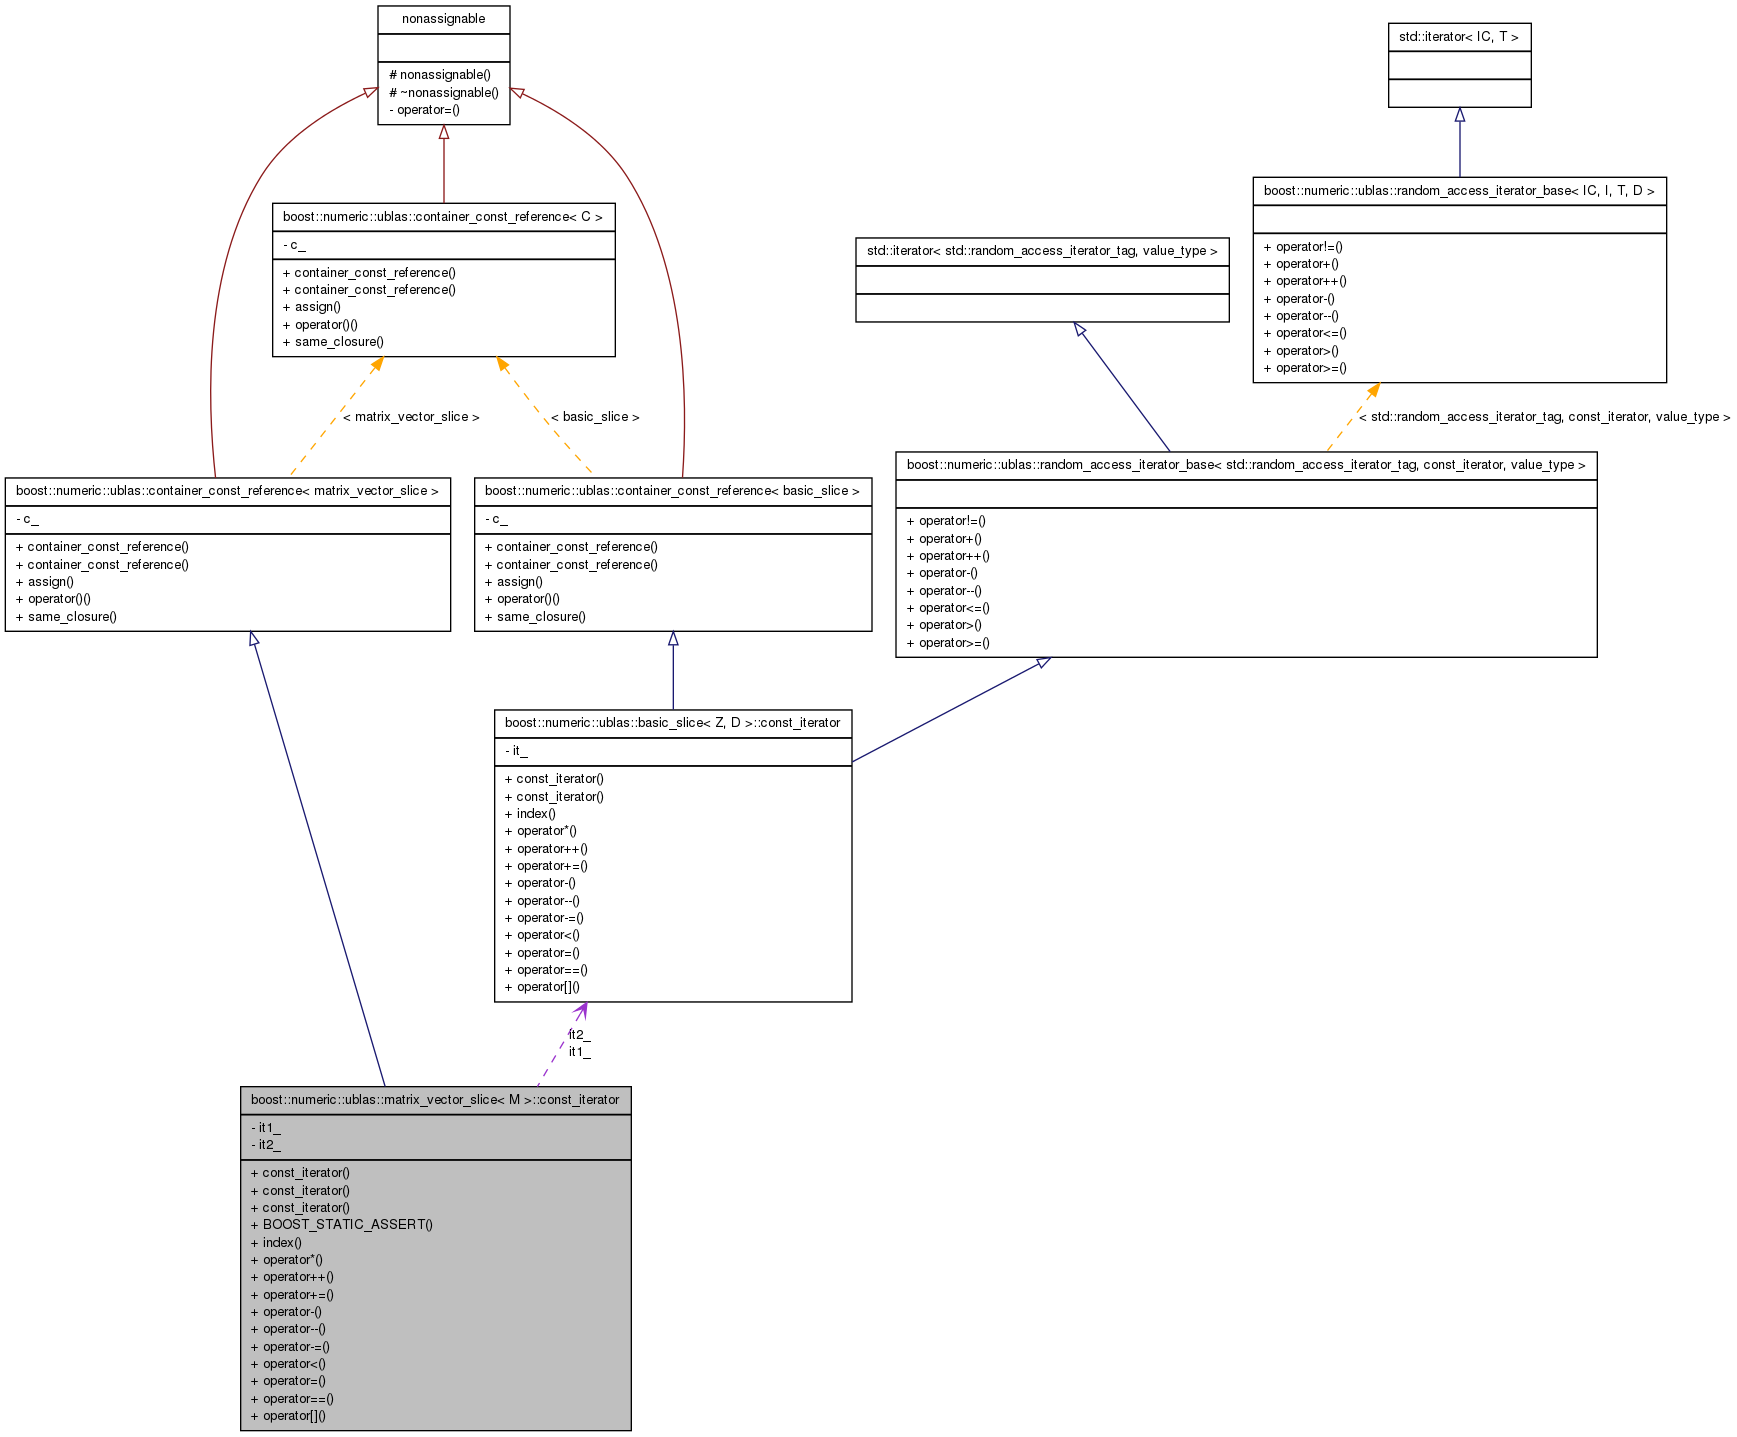 nonassignable
# nonassignable()
# ~nonassignable()
- operator=()
std::iterator< IC, T >
boost::numeric::ublas::random_access_iterator_base< IC, I, T, D >
+ operator!=()
+ operator+()
+ operator++()
+ operator-()
+ operator--()
+ operator<=()
+ operator>()
+ operator>=()
boost::numeric::ublas::container_const_reference< C >
- c_
+ container_const_reference()
+ container_const_reference()
+ assign()
+ operator()()
+ same_closure()
std::iterator< std::random_access_iterator_tag, value_type >
< matrix_vector_slice >
< basic_slice >
< std::random_access_iterator_tag, const_iterator, value_type >
boost::numeric::ublas::container_const_reference< matrix_vector_slice >
- c_
+ container_const_reference()
+ container_const_reference()
+ assign()
+ operator()()
+ same_closure()
boost::numeric::ublas::container_const_reference< basic_slice >
- c_
+ container_const_reference()
+ container_const_reference()
+ assign()
+ operator()()
+ same_closure()
boost::numeric::ublas::random_access_iterator_base< std::random_access_iterator_tag, const_iterator, value_type >
+ operator!=()
+ operator+()
+ operator++()
+ operator-()
+ operator--()
+ operator<=()
+ operator>()
+ operator>=()
boost::numeric::ublas::basic_slice< Z, D >::const_iterator
- it_
+ const_iterator()
+ const_iterator()
+ index()
+ operator*()
+ operator++()
+ operator+=()
+ operator-()
+ operator--()
+ operator-=()
+ operator<()
+ operator=()
+ operator==()
+ operator[]()
it2_
it1_
boost::numeric::ublas::matrix_vector_slice< M >::const_iterator
- it1_
- it2_
+ const_iterator()
+ const_iterator()
+ const_iterator()
+ BOOST_STATIC_ASSERT()
+ index()
+ operator*()
+ operator++()
+ operator+=()
+ operator-()
+ operator--()
+ operator-=()
+ operator<()
+ operator=()
+ operator==()
+ operator[]()